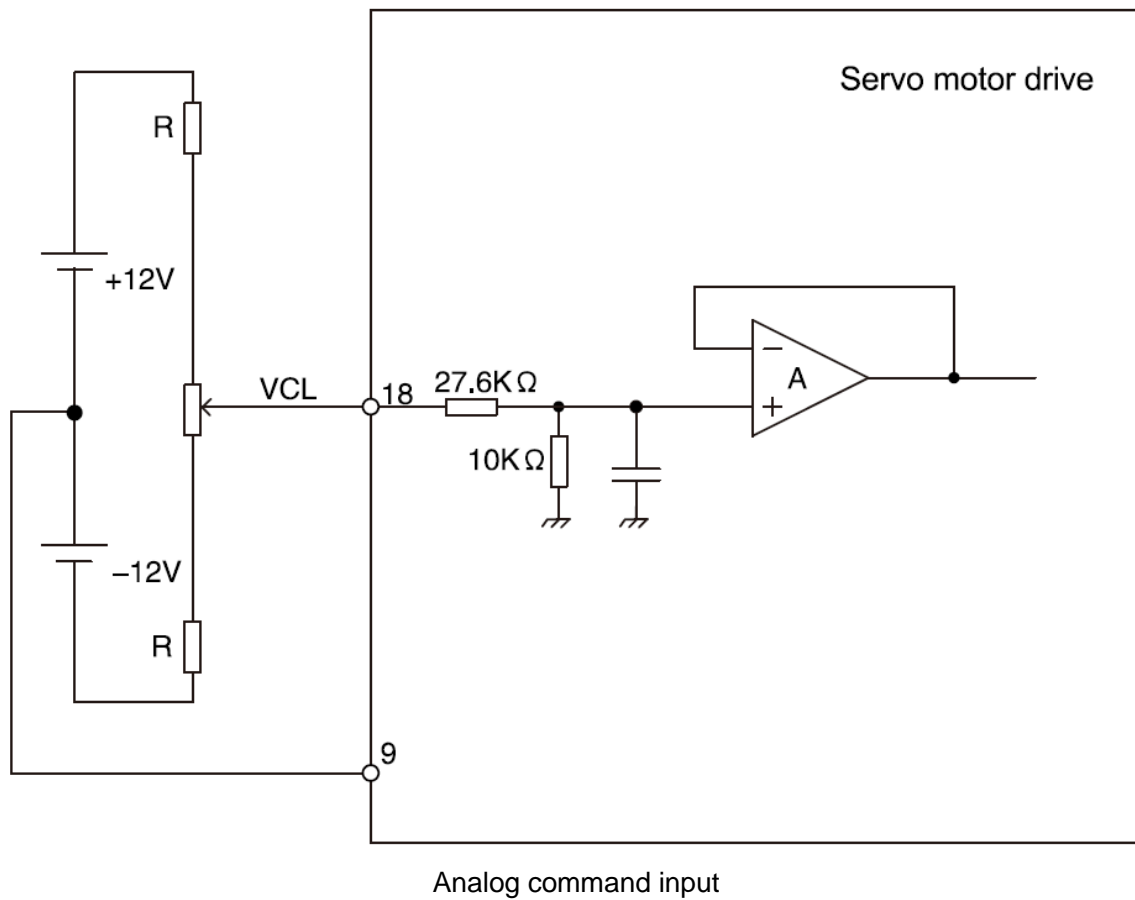 Servo motor drive
R
+12V
A
VCL
18
27.6KΩ
10KΩ
–12V
R
9
Analog command input